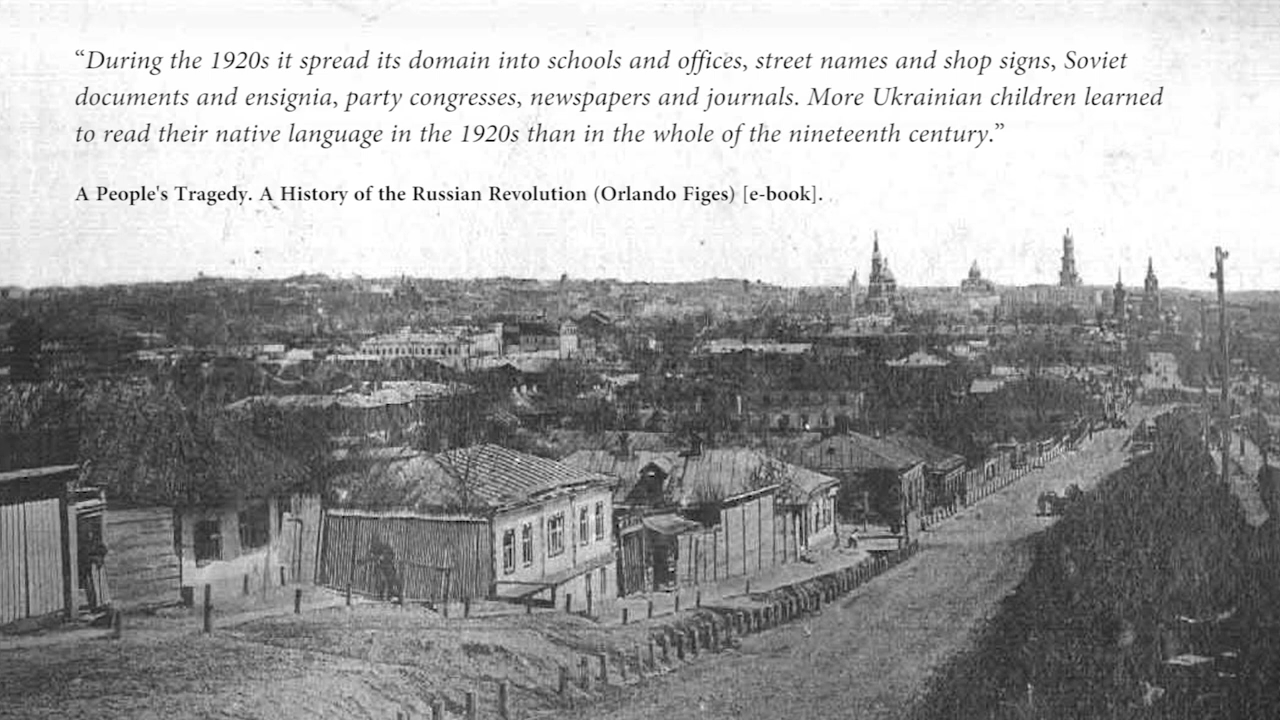 “During the 1920s it spread its domain into schools and offices, street names and shop signs, Soviet
documents and ensignia, party congresses, newspapers and journals. More Ukrainian children learned
to read their native language in the 1920s than in the whole of the nineteenth century.”
A People's Tragedy. A History of the Russian Revolution (Orlando Figes) [e-book].